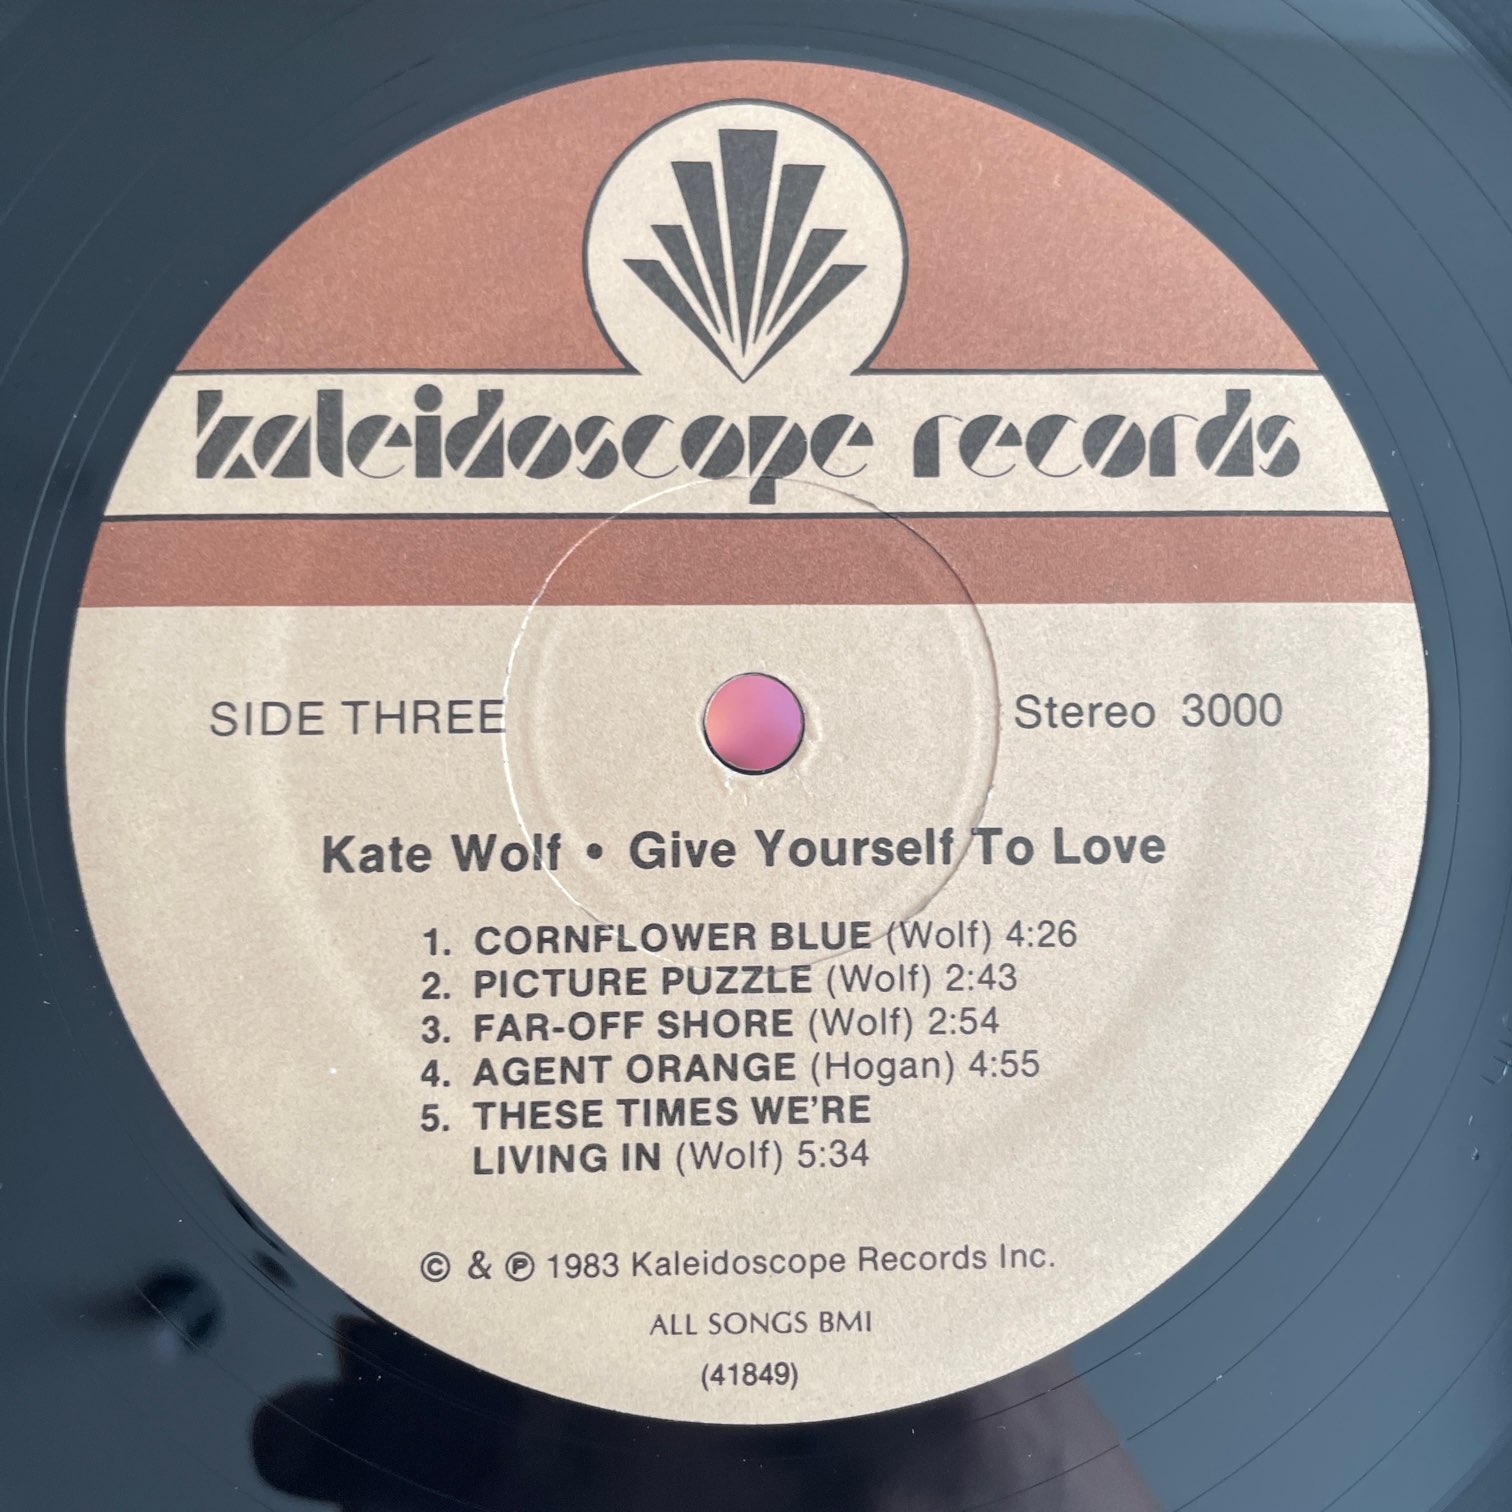 kaleidoscope records
SIDE THREE
Stereo 3000
Kate Wolf • Give Yourself To Love
1. CORNFLOWER BLUE (Wolf) 4:26
2. PICTURE PUZZLE (Wolf) 2:43
3. FAR-OFF SHORE (Wolf) 2:54
4. AGENT ORANGE (Hogan) 4:55
5. THESE TIMES WE'RE
LIVING IN (Wolf) 5:34
© & ℗ 1983 Kaleidoscope Records Inc.
ALL SONGS BMI
(41849)